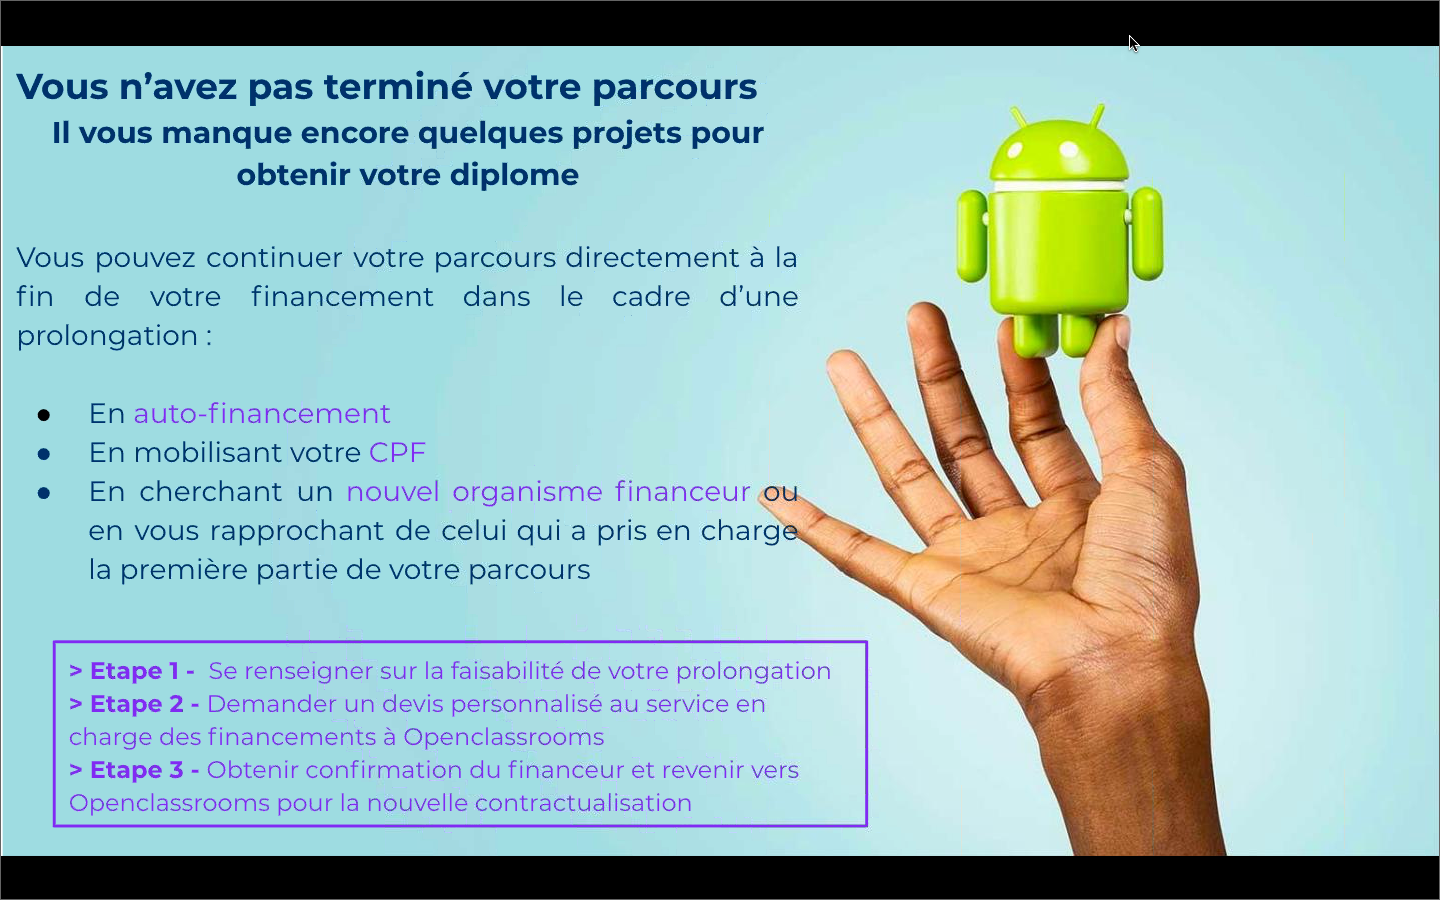 Vous n’avez pas terminé votre parcours
Il vous manque encore quelques projets pour
obtenir votre diplome
Vous pouvez continuer votre parcours directement à la
fin de votre financement dans le cadre d’une
prolongation :
● En auto-financement
● En mobilisant votre CPF
● En cherchant un nouvel organisme financeur ou
en vous rapprochant de celui qui a pris en charge
la première partie de votre parcours
> Etape 1 - Se renseigner sur la faisabilité de votre prolongation
> Etape 2 - Demander un devis personnalisé au service en
charge des financements à Openclassrooms
> Etape 3 - Obtenir confirmation du financeur et revenir vers
Openclassrooms pour la nouvelle contractualisation